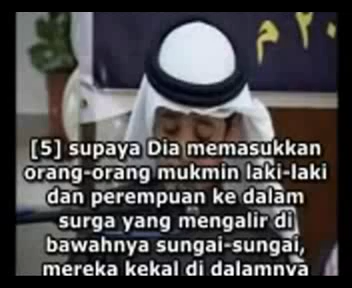 ٢٠ م
[5] supaya Dia memasukkan
orang-orang mukmin laki-laki
dan perempuan ke dalam
surga yang mengalir di
bawahnya sungai-sungai,
mereka kekal di dalamnya